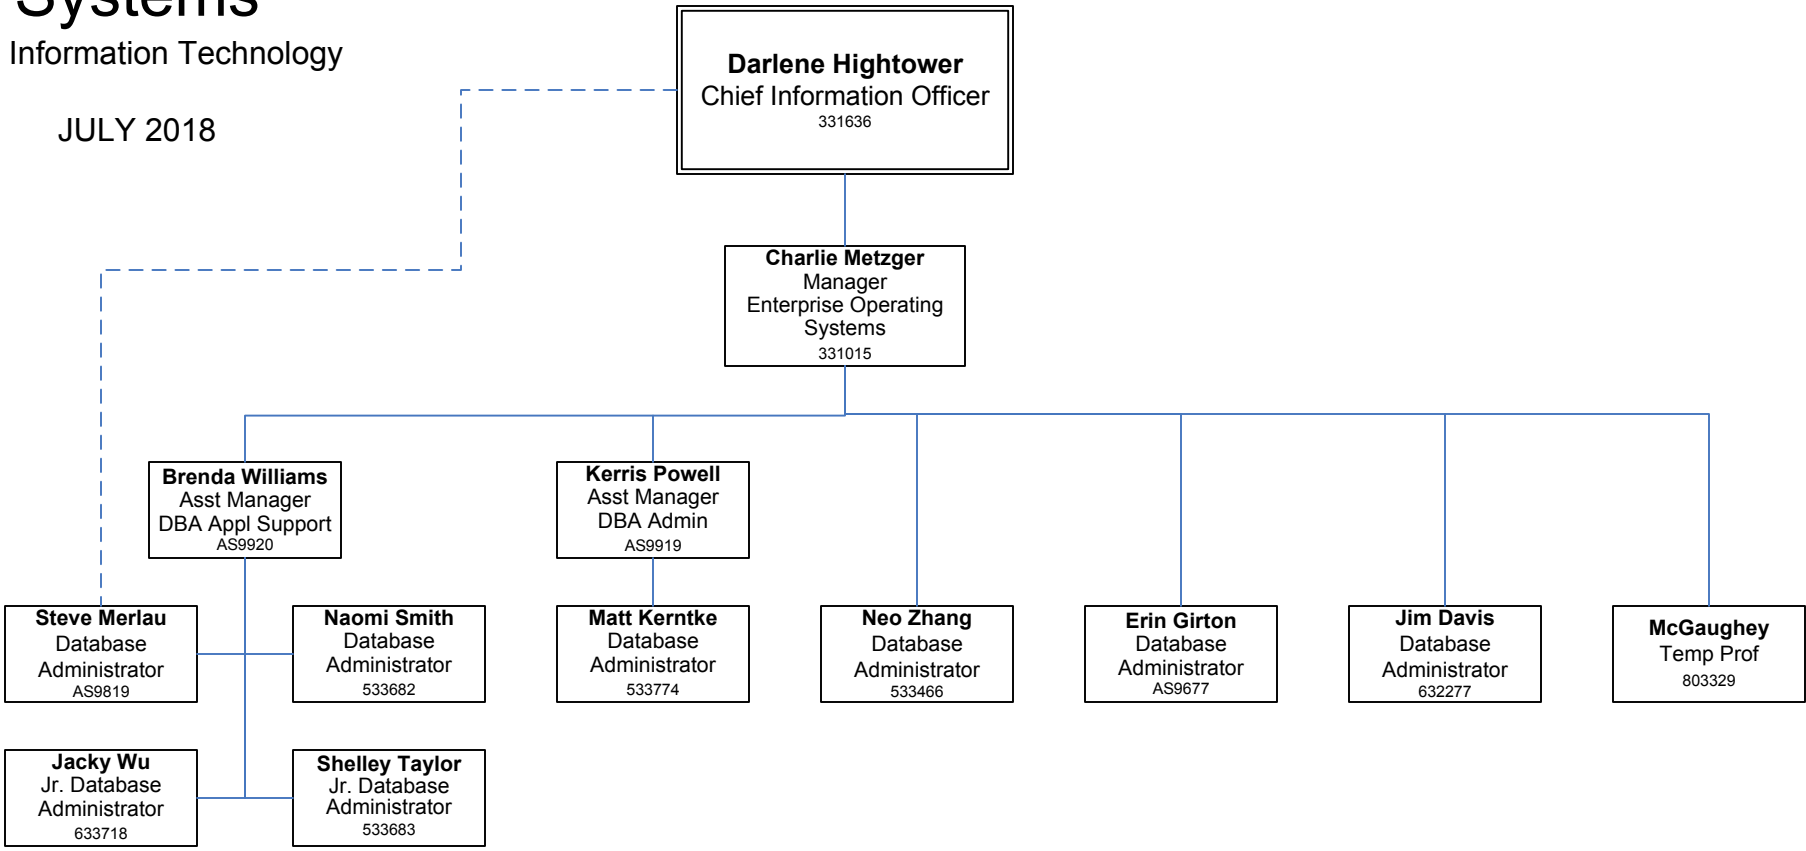 Systems
Information Technology
JULY 2018
Darlene Hightower
Chief Information Officer
331636
Charlie Metzger
Manager
Enterprise Operating
Systems
331015
Brenda Williams
Asst Manager
DBA Appl Support
AS9920
Kerris Powell
Asst Manager
DBA Admin
AS9919
Steve Merlau
Database
Administrator
AS9819
Naomi Smith
Database
Administrator
533682
Matt Kerntke
Database
Administrator
533774
Neo Zhang
Database
Administrator
533466
Erin Girton
Database
Administrator
AS9677
Jim Davis
Database
Administrator
632277
McGaughey
Temp Prof
803329
Jacky Wu
Jr. Database
Administrator
633718
Shelley Taylor
Jr. Database
Administrator
533683